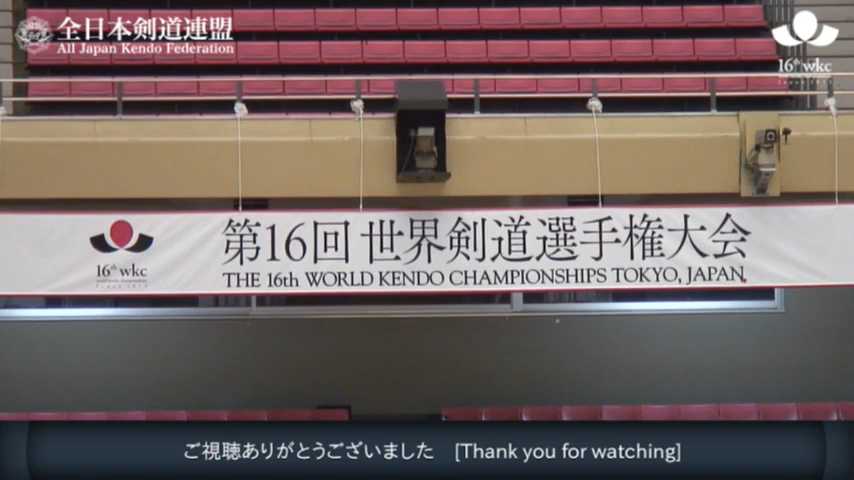 全日本剣道連盟
All Japan Kendo Federation
16th wkc
第16回 世界剣道選手権大会
THE 16th WORLD KENDO CHAMPIONSHIPS TOKYO, JAPAN
16th wkc
ご視聴ありがとうございました [Thank you for watching]